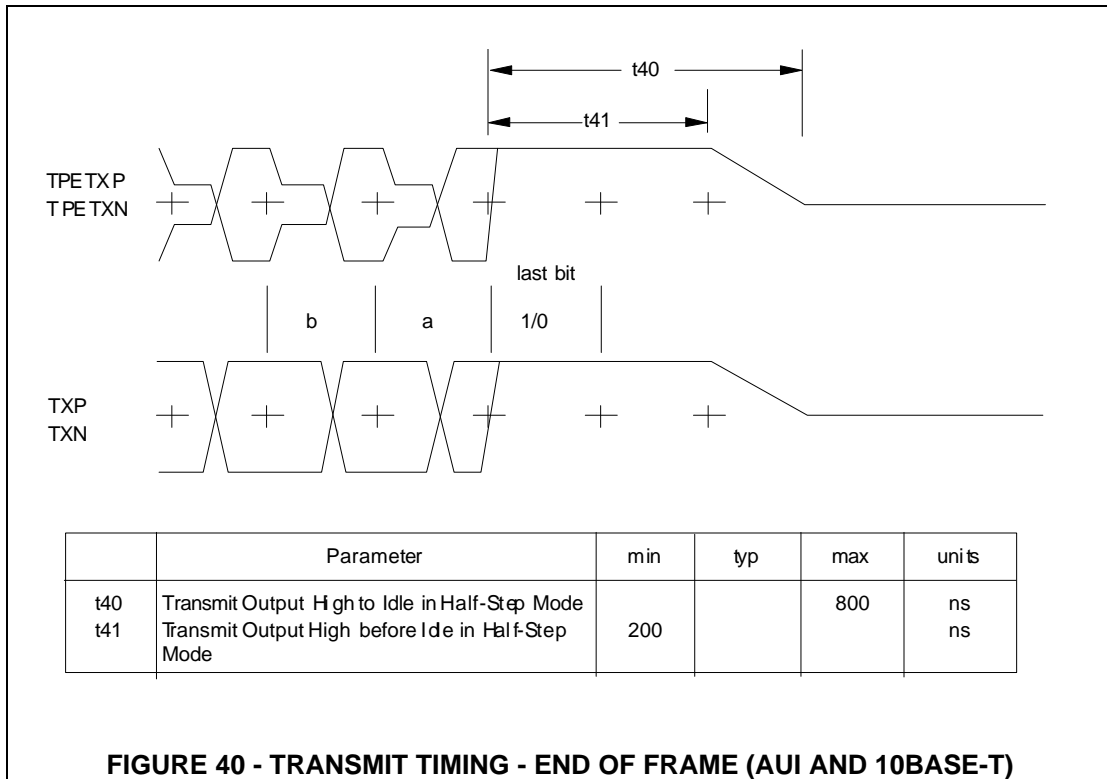 t40
t41
TPETXP
TPETXN
last bit
b a 1/0
TXP
TXN
Parameter min typ max units
t40 Transmit Output High to Idle in Half-Step Mode 800 ns
t41 Transmit Output High before Idle in Half-Step 200 ns
Mode
FIGURE 40 - TRANSMIT TIMING - END OF FRAME (AUI AND 10BASE-T)